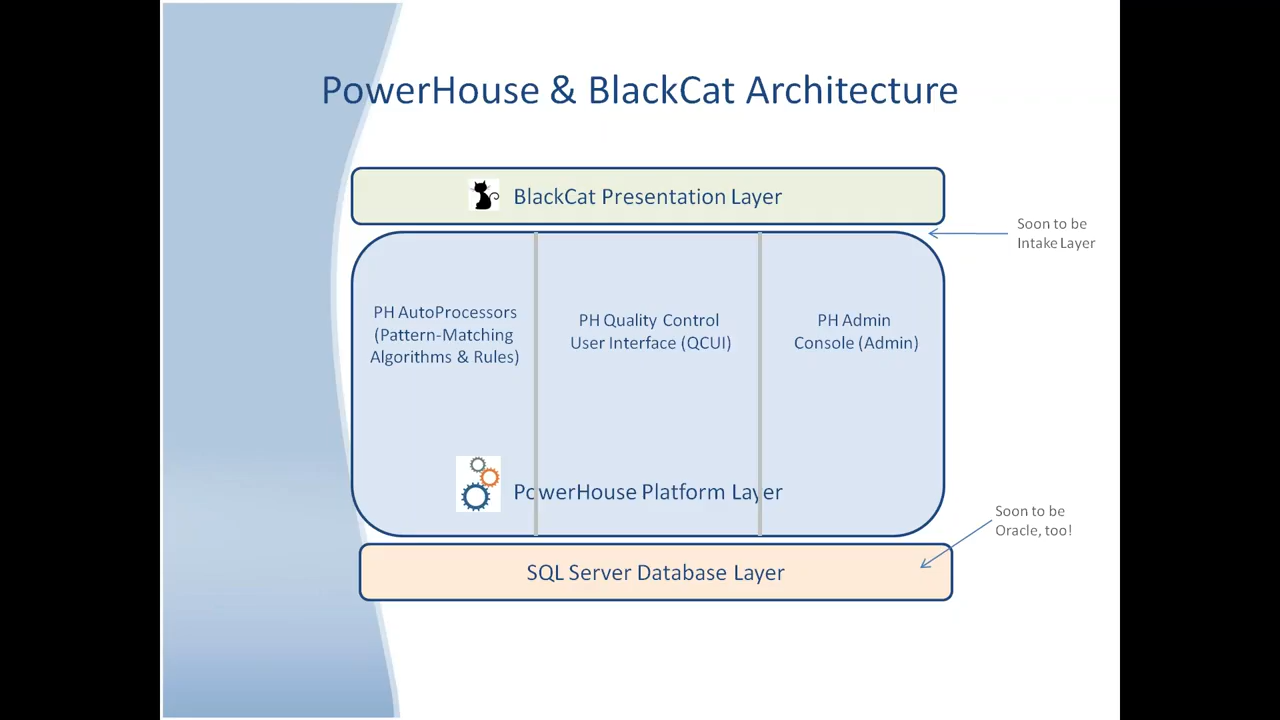 PowerHouse & BlackCat Architecture
BlackCat Presentation Layer
Soon to be
Intake Layer
PH AutoProcessors
(Pattern-Matching
Algorithms & Rules)
PH Quality Control
User Interface (QCUI)
PH Admin
Console (Admin)
PowerHouse Platform Layer
Soon to be
Oracle, too!
SQL Server Database Layer